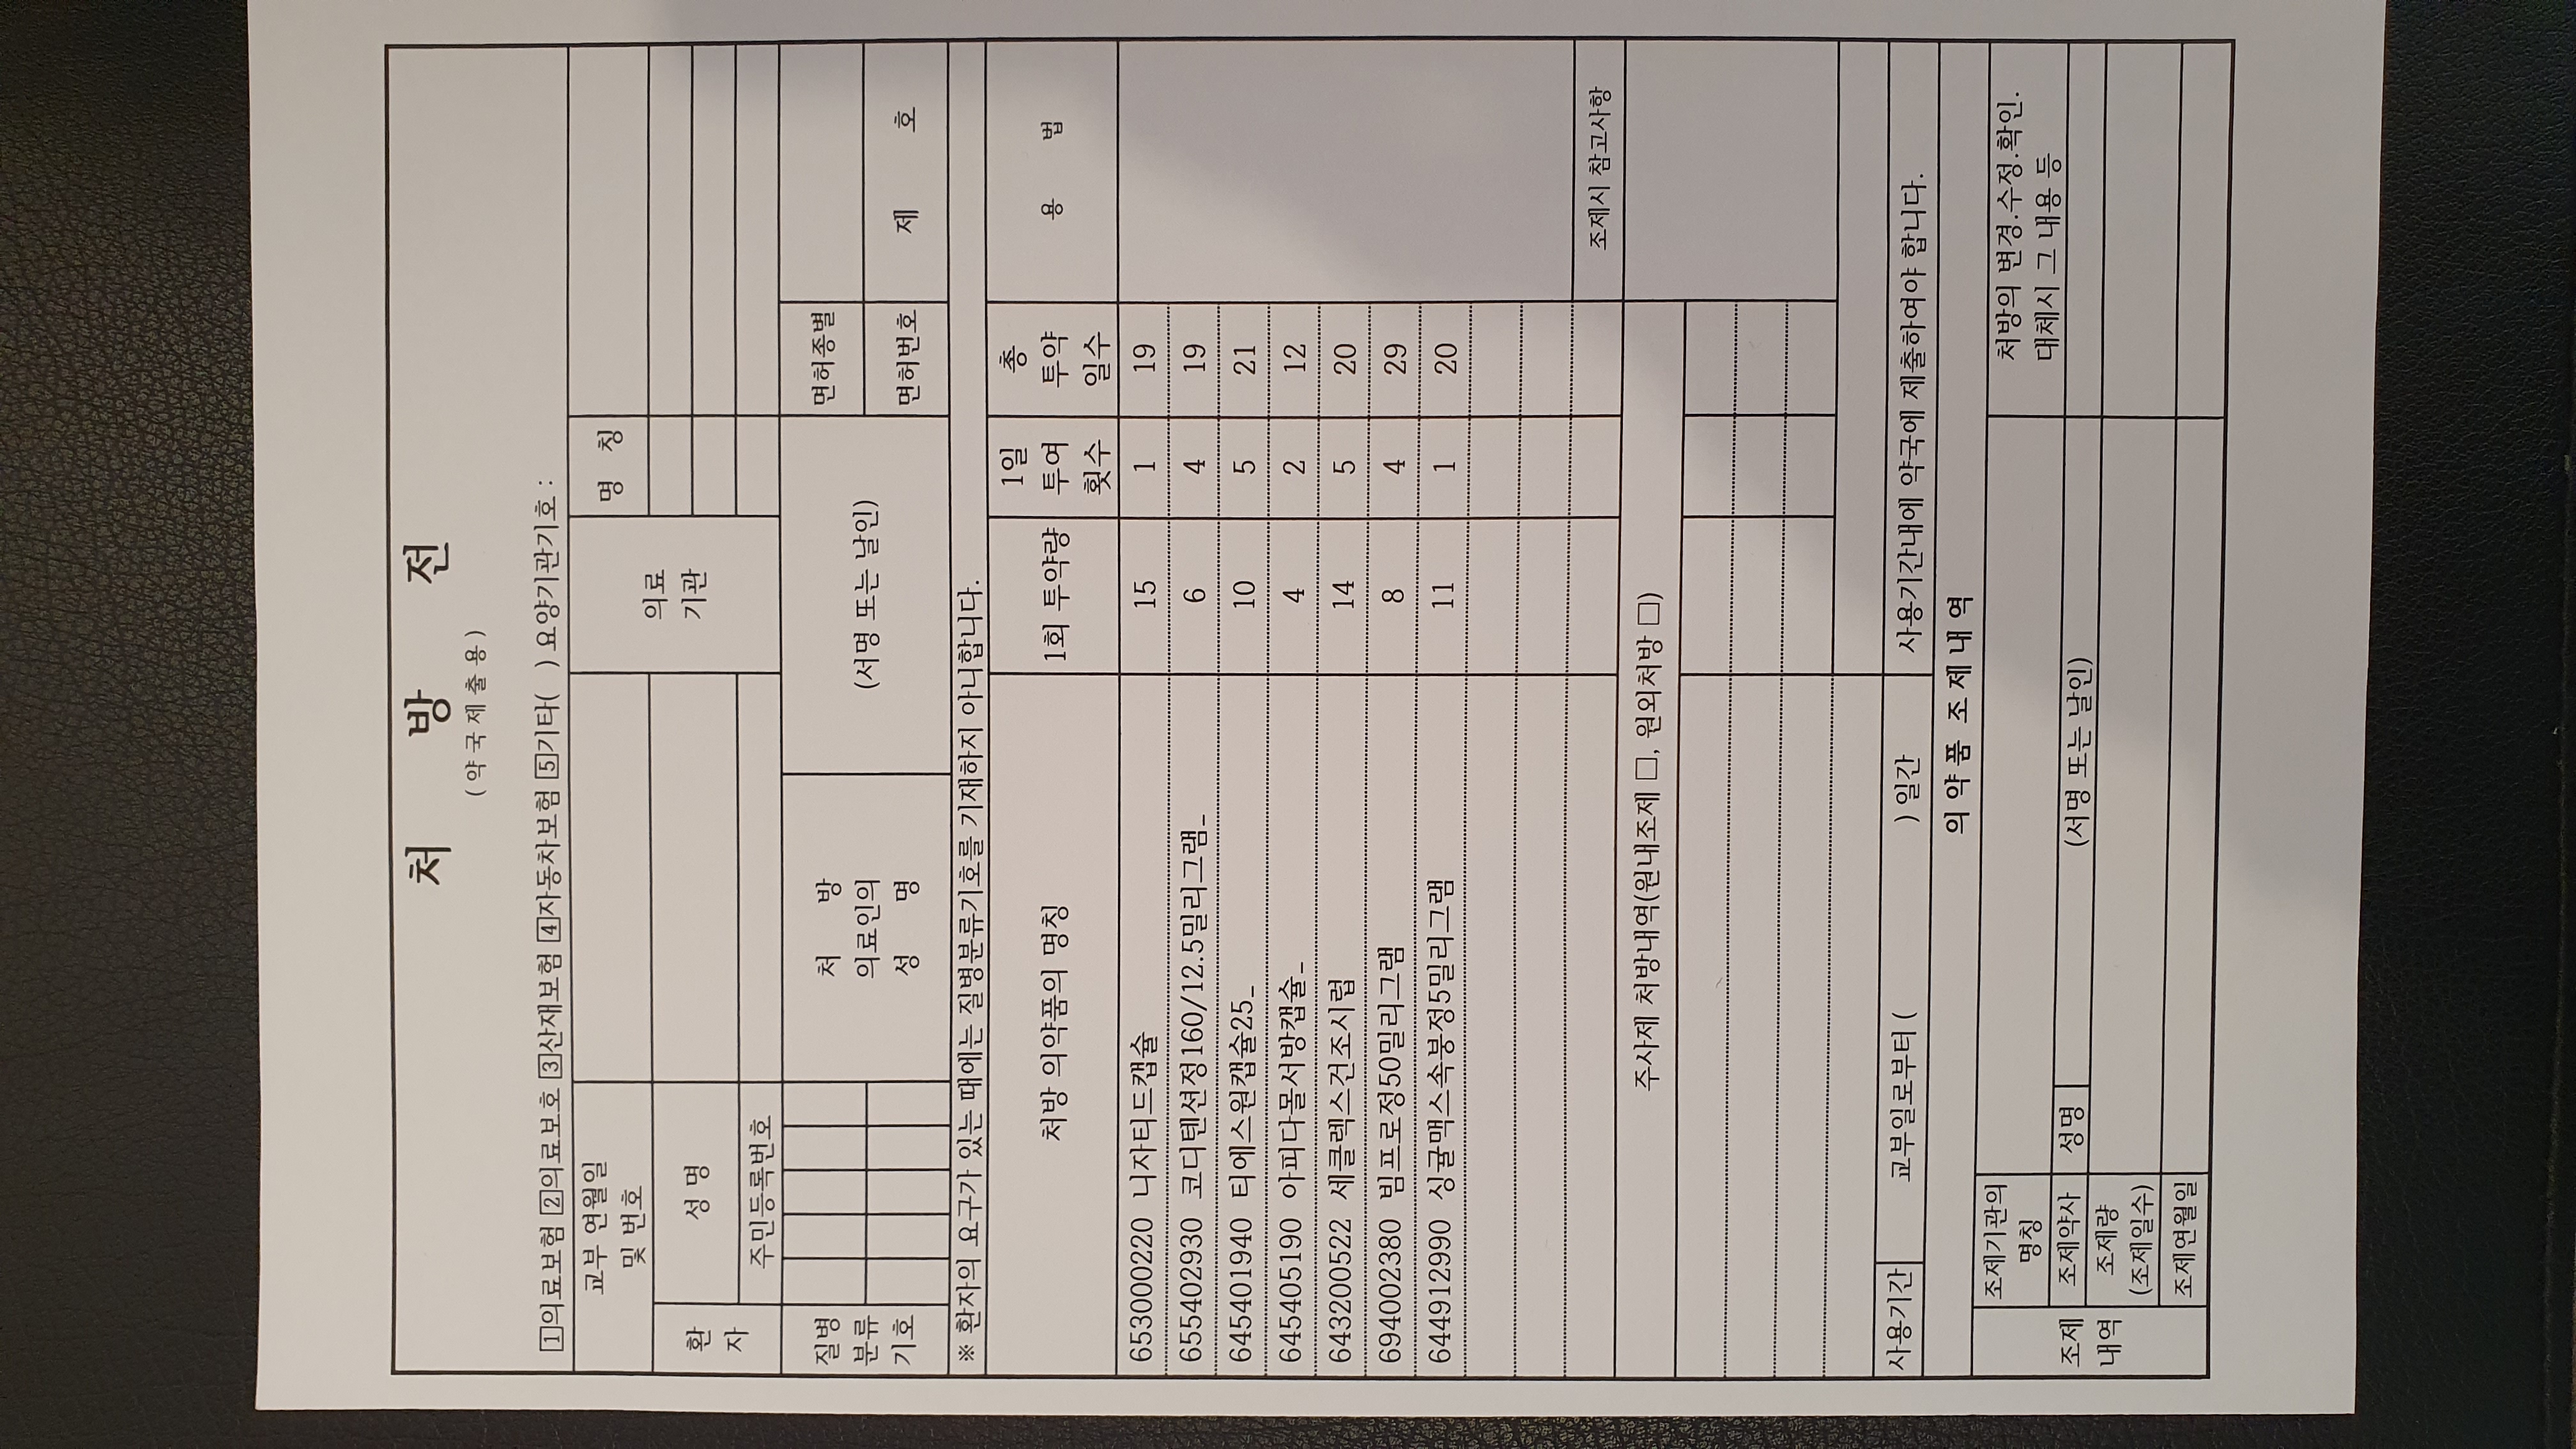 처 방 전
(약국제출용)
1의료보험 2의료보호 3산재보험 4자동차보험 5기타( ) 요양기관기호 :
교부 연월일 및 번호
의료 기관
명 칭
환자
성 명
주민등록번호
질병 분류 기호
처 방 의료인의 성 명
(서명 또는 날인)
면허종별
면허번호
제 호
※ 환자의 요구가 있는 때에는 질병분류기호를 기재하지 아니합니다.
처방 의약품의 명칭 1회 투약량 1일 투여 횟수 총 투약 일수 용 법
653000220 니자티드캡슐 15 1 19
655402930 코디텐션정160/12.5밀리그램_ 6 4 19
645401940 티에스원캡슐25_ 10 5 21
645405190 아피다몰서방캡슐_ 4 2 12
643200522 세클렉스건조시럽 14 5 20
694002380 빔프로정50밀리그램 8 4 29
644912990 싱귤맥스속붕정5밀리그램 11 1 20
조제시 참고사항
주사제 처방내역(원내조제 □, 원외처방 □)
사용기간 교부일로부터 ( ) 일간 사용기간내에 약국에 제출하여야 합니다.
의약품 조제내역
조제 내역
조제기관의 명칭
처방의 변경.수정.확인.
대체시 그 내용 등
조제약사 성명 (서명 또는 날인)
조제량
(조제일수)
조제연월일